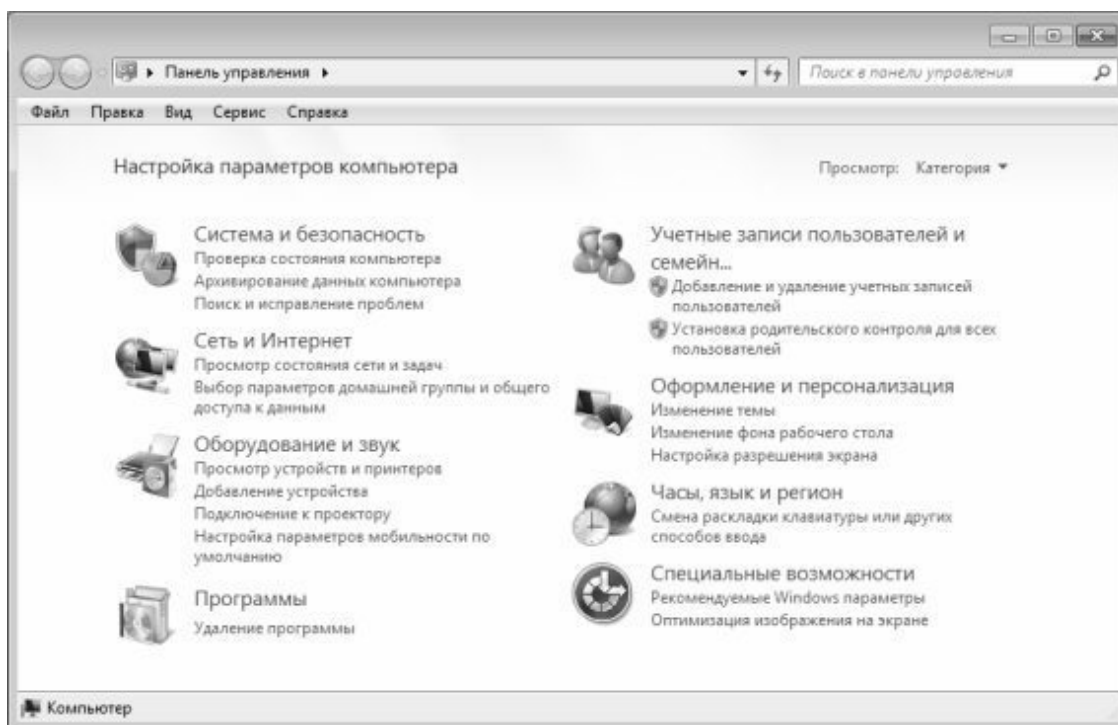 Панель управления
Поиск в панели управления
Файл Правка Вид Сервис Справка
Настройка параметров компьютера
Просмотр: Категория
Система и безопасность
Проверка состояния компьютера
Архивирование данных компьютера
Поиск и исправление проблем
Сеть и Интернет
Просмотр состояния сети и задач
Выбор параметров домашней группы и общего
доступа к данным
Оборудование и звук
Просмотр устройств и принтеров
Добавление устройства
Подключение к проектору
Настройка параметров мобильности по
умолчанию
Программы
Удаление программы
Учетные записи пользователей и
семейн...
Добавление и удаление учетных записей
пользователей
Установка родительского контроля для всех
пользователей
Оформление и персонализация
Изменение темы
Изменение фона рабочего стола
Настройка разрешения экрана
Часы, язык и регион
Смена раскладки клавиатуры или других
способов ввода
Специальные возможности
Рекомендуемые Windows параметры
Оптимизация изображения на экране
Компьютер